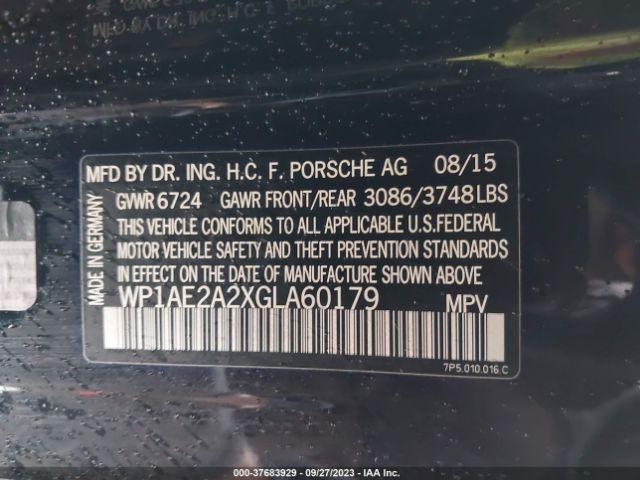 MFD BY DR. ING. H.C. F. PORSCHE AG 08/15
GVWR 6724 GAWR FRONT/REAR 3086/3748LBS
THIS VEHICLE CONFORMS TO ALL APPLICABLE U.S.FEDERAL
MOTOR VEHICLE SAFETY AND THEFT PREVENTION STANDARDS
IN EFFECT ON THE DATE OF MANUFACTURE SHOWN ABOVE.
WP1AE2A2XGLA60179 MPV
7P5.010.016.C
MADE IN GERMANY
000-37683929 - 09/27/2023 - IAA Inc.